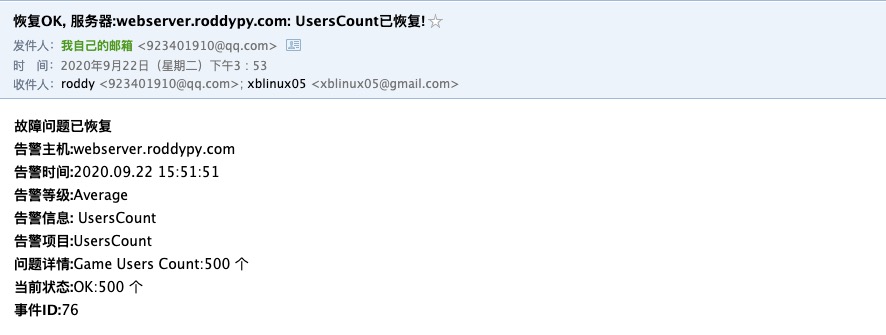 恢复OK, 服务器:webserver.roddypy.com: UsersCount已恢复!☆
发件人: 我自己的邮箱 <923401910@qq.com>
时 间: 2020年9月22日（星期二）下午3：53
收件人: roddy <923401910@qq.com>; xblinux05 <xblinux05@gmail.com>
故障问题已恢复
告警主机:webserver.roddypy.com
告警时间:2020.09.22 15:51:51
告警等级:Average
告警信息: UsersCount
告警项目:UsersCount
问题详情:Game Users Count:500 个
当前状态:OK:500 个
事件ID:76